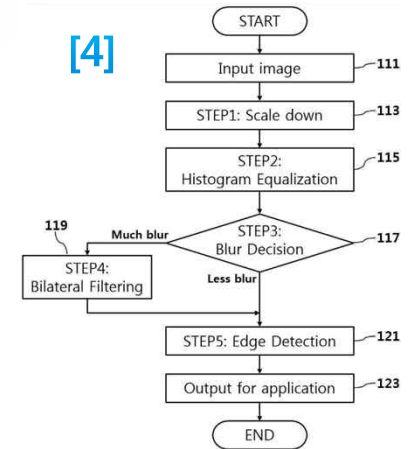 [4]
START
Input image
111
STEP1: Scale down
113
STEP2:
Histogram Equalization
115
STEP3:
Blur Decision
117
Much blur
119
STEP4:
Bilateral Filtering
Less blur
STEP5: Edge Detection
121
Output for application
123
END